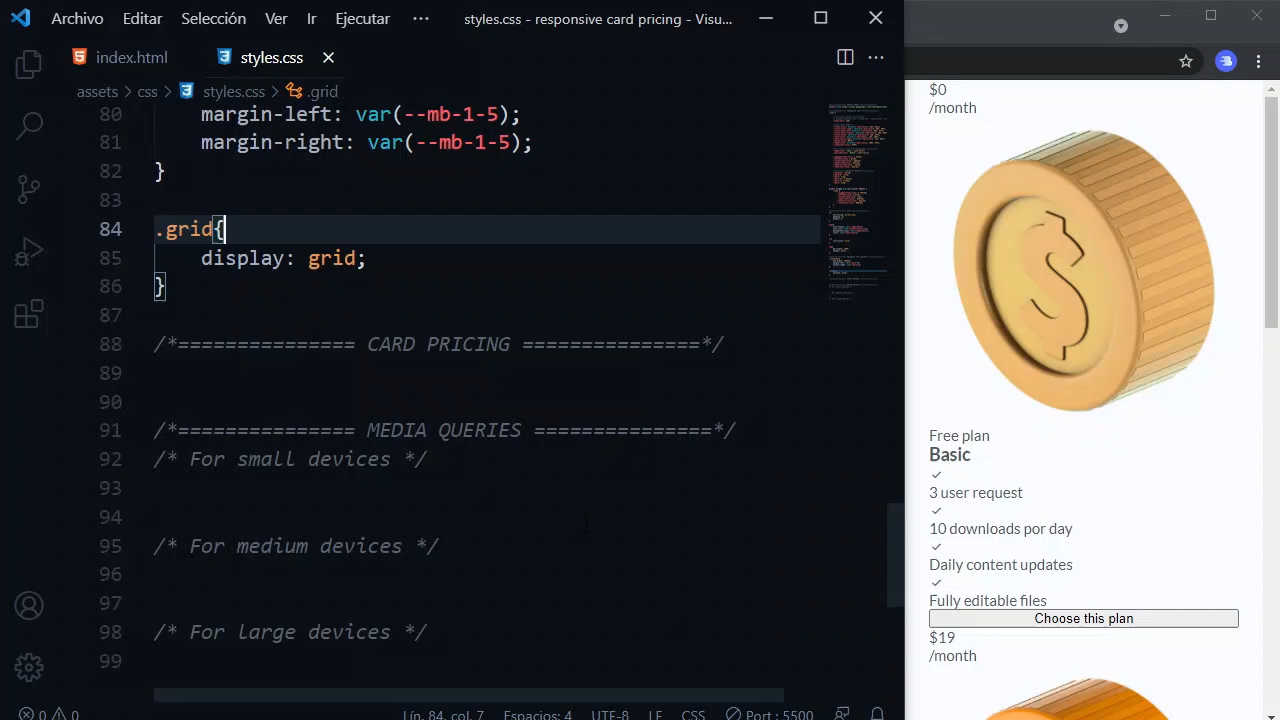 Archivo Editar Selección Ver Ir Ejecutar ··· styles.css - responsive card pricing - Visu...
index.html styles.css
assets > css > styles.css > .grid
80 margin-left: var(--mb-1-5);
81 margin-right: var(--mb-1-5);
82 }
83
84 .grid{
85 display: grid;
86 }
87
88 /*=============== CARD PRICING ===============*/
89
90
91 /*=============== MEDIA QUERIES ===============*/
92 /* For small devices */
93
94
95 /* For medium devices */
96
97
98 /* For large devices */
99
0 0 Lín. 84, col. 7 Espacios: 4 UTF-8 LF CSS Port : 5500
$0
/month
Free plan
Basic
3 user request
10 downloads por day
Daily content updates
Fully editable files
Choose this plan
$19
/month